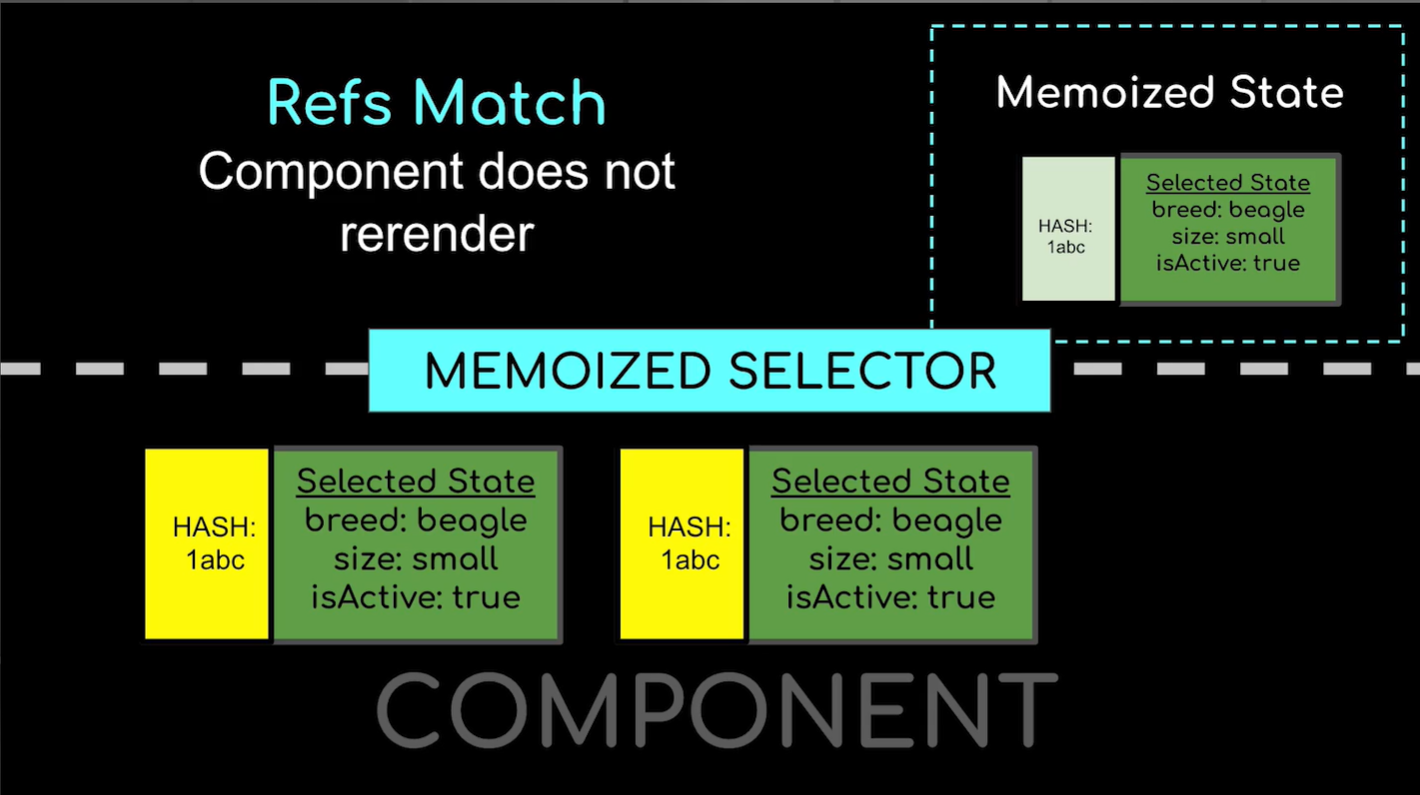 Refs Match
Component does not
rerender
Memoized State
HASH:
1abc
Selected State
breed: beagle
size: small
isActive: true
MEMOIZED SELECTOR
HASH:
1abc
Selected State
breed: beagle
size: small
isActive: true
HASH:
1abc
Selected State
breed: beagle
size: small
isActive: true
COMPONENT